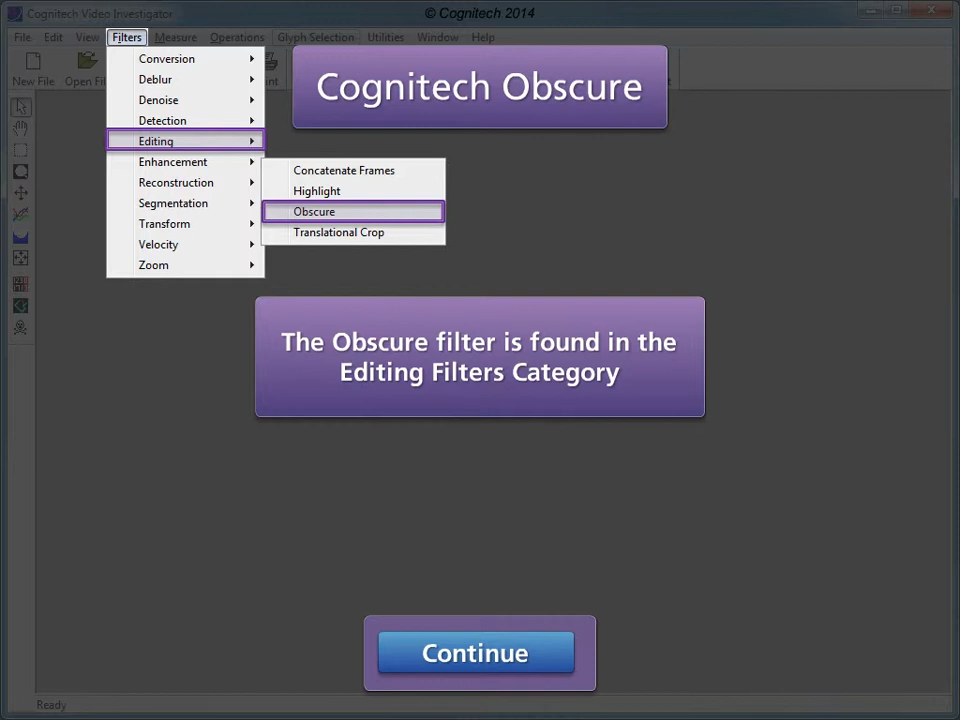 Cognitech Video Investigator
© Cognitech 2014
File Edit View Filters Measure Operations Glyph Selection Utilities Window Help
New File
Conversion
Deblur
Denoise
Detection
Editing
Enhancement
Reconstruction
Segmentation
Transform
Velocity
Zoom
Concatenate Frames
Highlight
Obscure
Translational Crop
Cognitech Obscure
The Obscure filter is found in the
Editing Filters Category
Continue
Ready